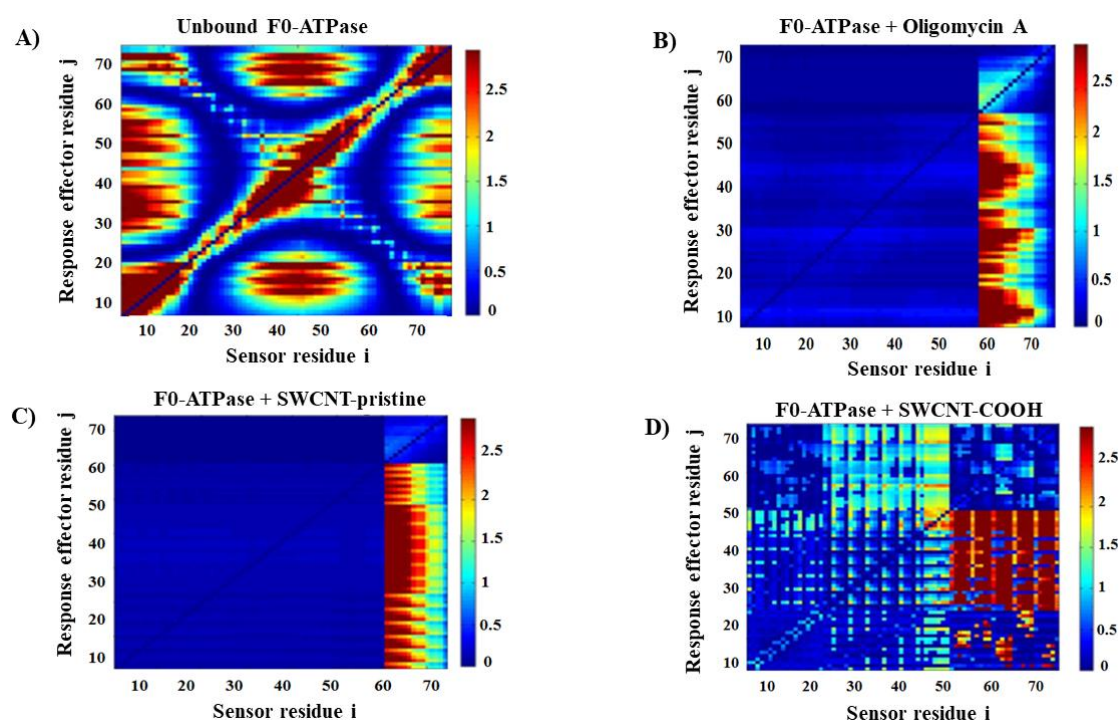 A)
Unbound F0-ATPase
Response effector residue j
70
60
50
40
30
20
10
10 20 30 40 50 60 70
Sensor residue i
2.5
2
1.5
1
0.5
0
B)
F0-ATPase + Oligomycin A
Response effector residue j
70
60
50
40
30
20
10
10 20 30 40 50 60 70
Sensor residue i
2.5
2
1.5
1
0.5
0
C)
F0-ATPase + SWCNT-pristine
Response effector residue j
70
60
50
40
30
20
10
10 20 30 40 50 60 70
Sensor residue i
2.5
2
1.5
1
0.5
0
D)
F0-ATPase + SWCNT-COOH
Response effector residue j
70
60
50
40
30
20
10
10 20 30 40 50 60 70
Sensor residue i
2.5
2
1.5
1
0.5
0